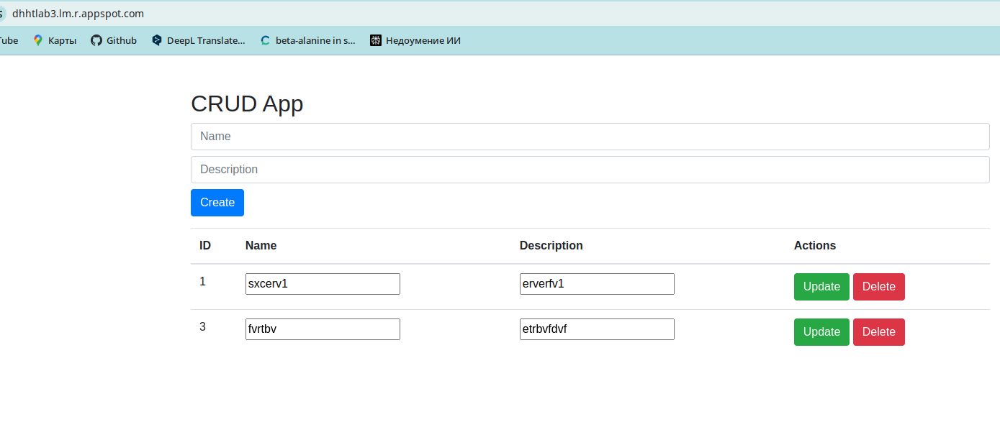 dhhtlab3.lm.r.appspot.com
Карты Github DeepL Translate... beta-alanine in s... Недоумение ИИ
CRUD App
Name
Description
Create
ID Name Description Actions
1 sxcerv1 erverfv1 Update Delete
3 fvrtbv etrbvfdvf Update Delete